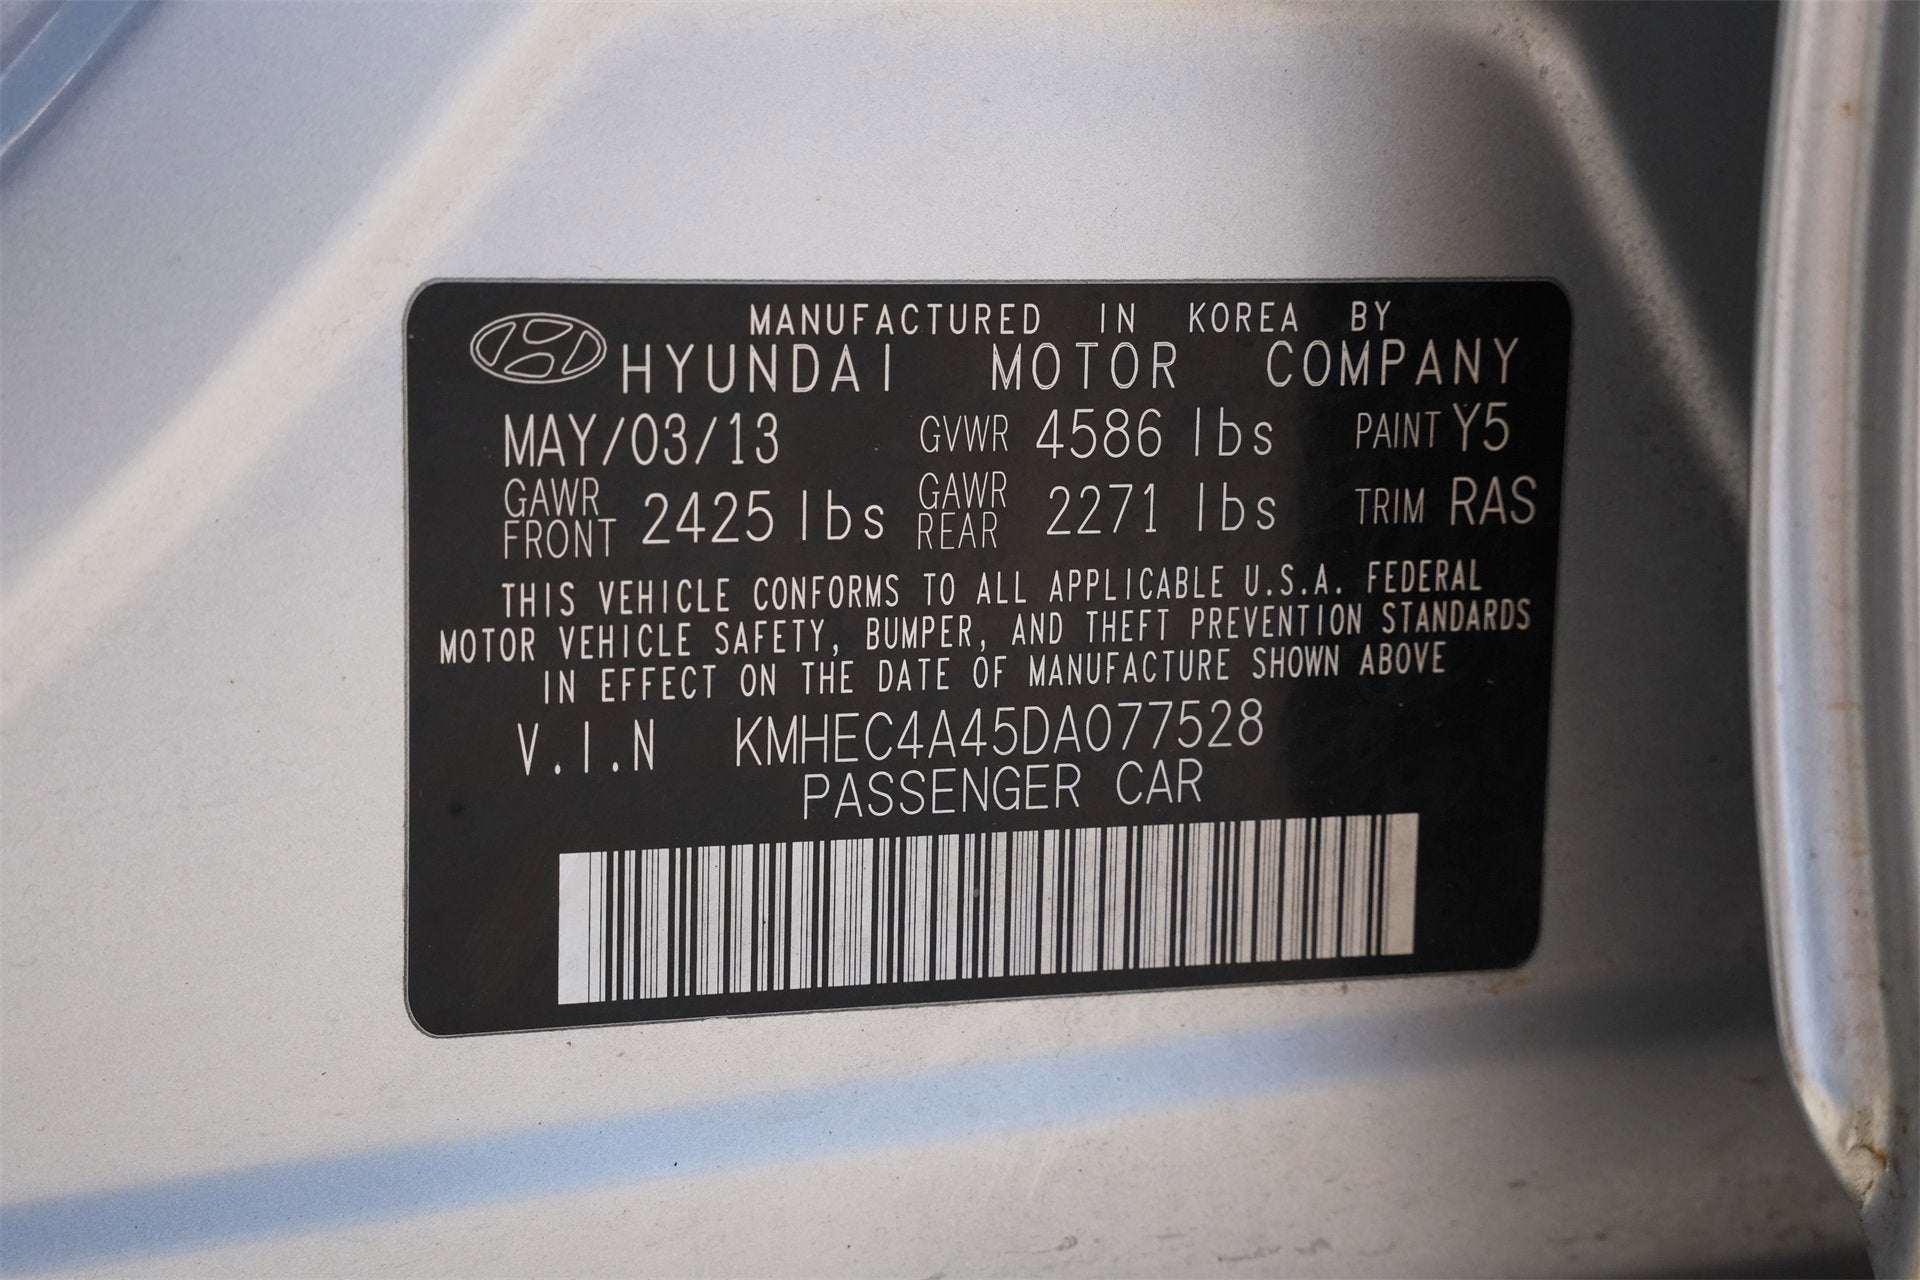 MANUFACTURED IN KOREA BY
HYUNDAI MOTOR COMPANY
MAY/03/13 GVWR 4586 lbs PAINT Y5
GAWR FRONT 2425 lbs GAWR REAR 2271 lbs TRIM RAS
THIS VEHICLE CONFORMS TO ALL APPLICABLE U.S.A. FEDERAL
MOTOR VEHICLE SAFETY, BUMPER, AND THEFT PREVENTION STANDARDS
IN EFFECT ON THE DATE OF MANUFACTURE SHOWN ABOVE
V.I.N KMHEC4A45DA077528
PASSENGER CAR